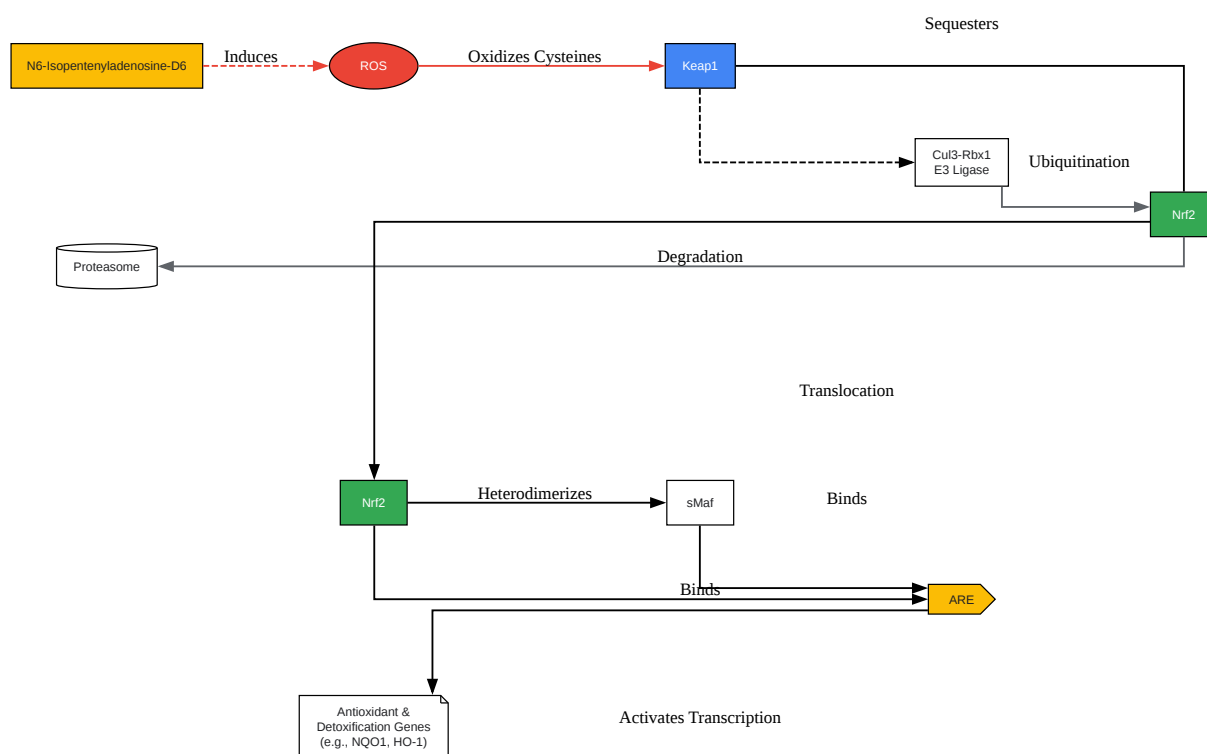 Sequesters
N6-Isopentenyladenosine-D6
Induces
ROS
Oxidizes Cysteines
Keap1
Cul3-Rbx1
E3 Ligase
Ubiquitination
Nrf2
Proteasome
Degradation
Translocation
Nrf2
Heterodimerizes
sMaf
Binds
Binds
ARE
Antioxidant &
Detoxification Genes
(e.g., NQO1, HO-1)
Activates Transcription